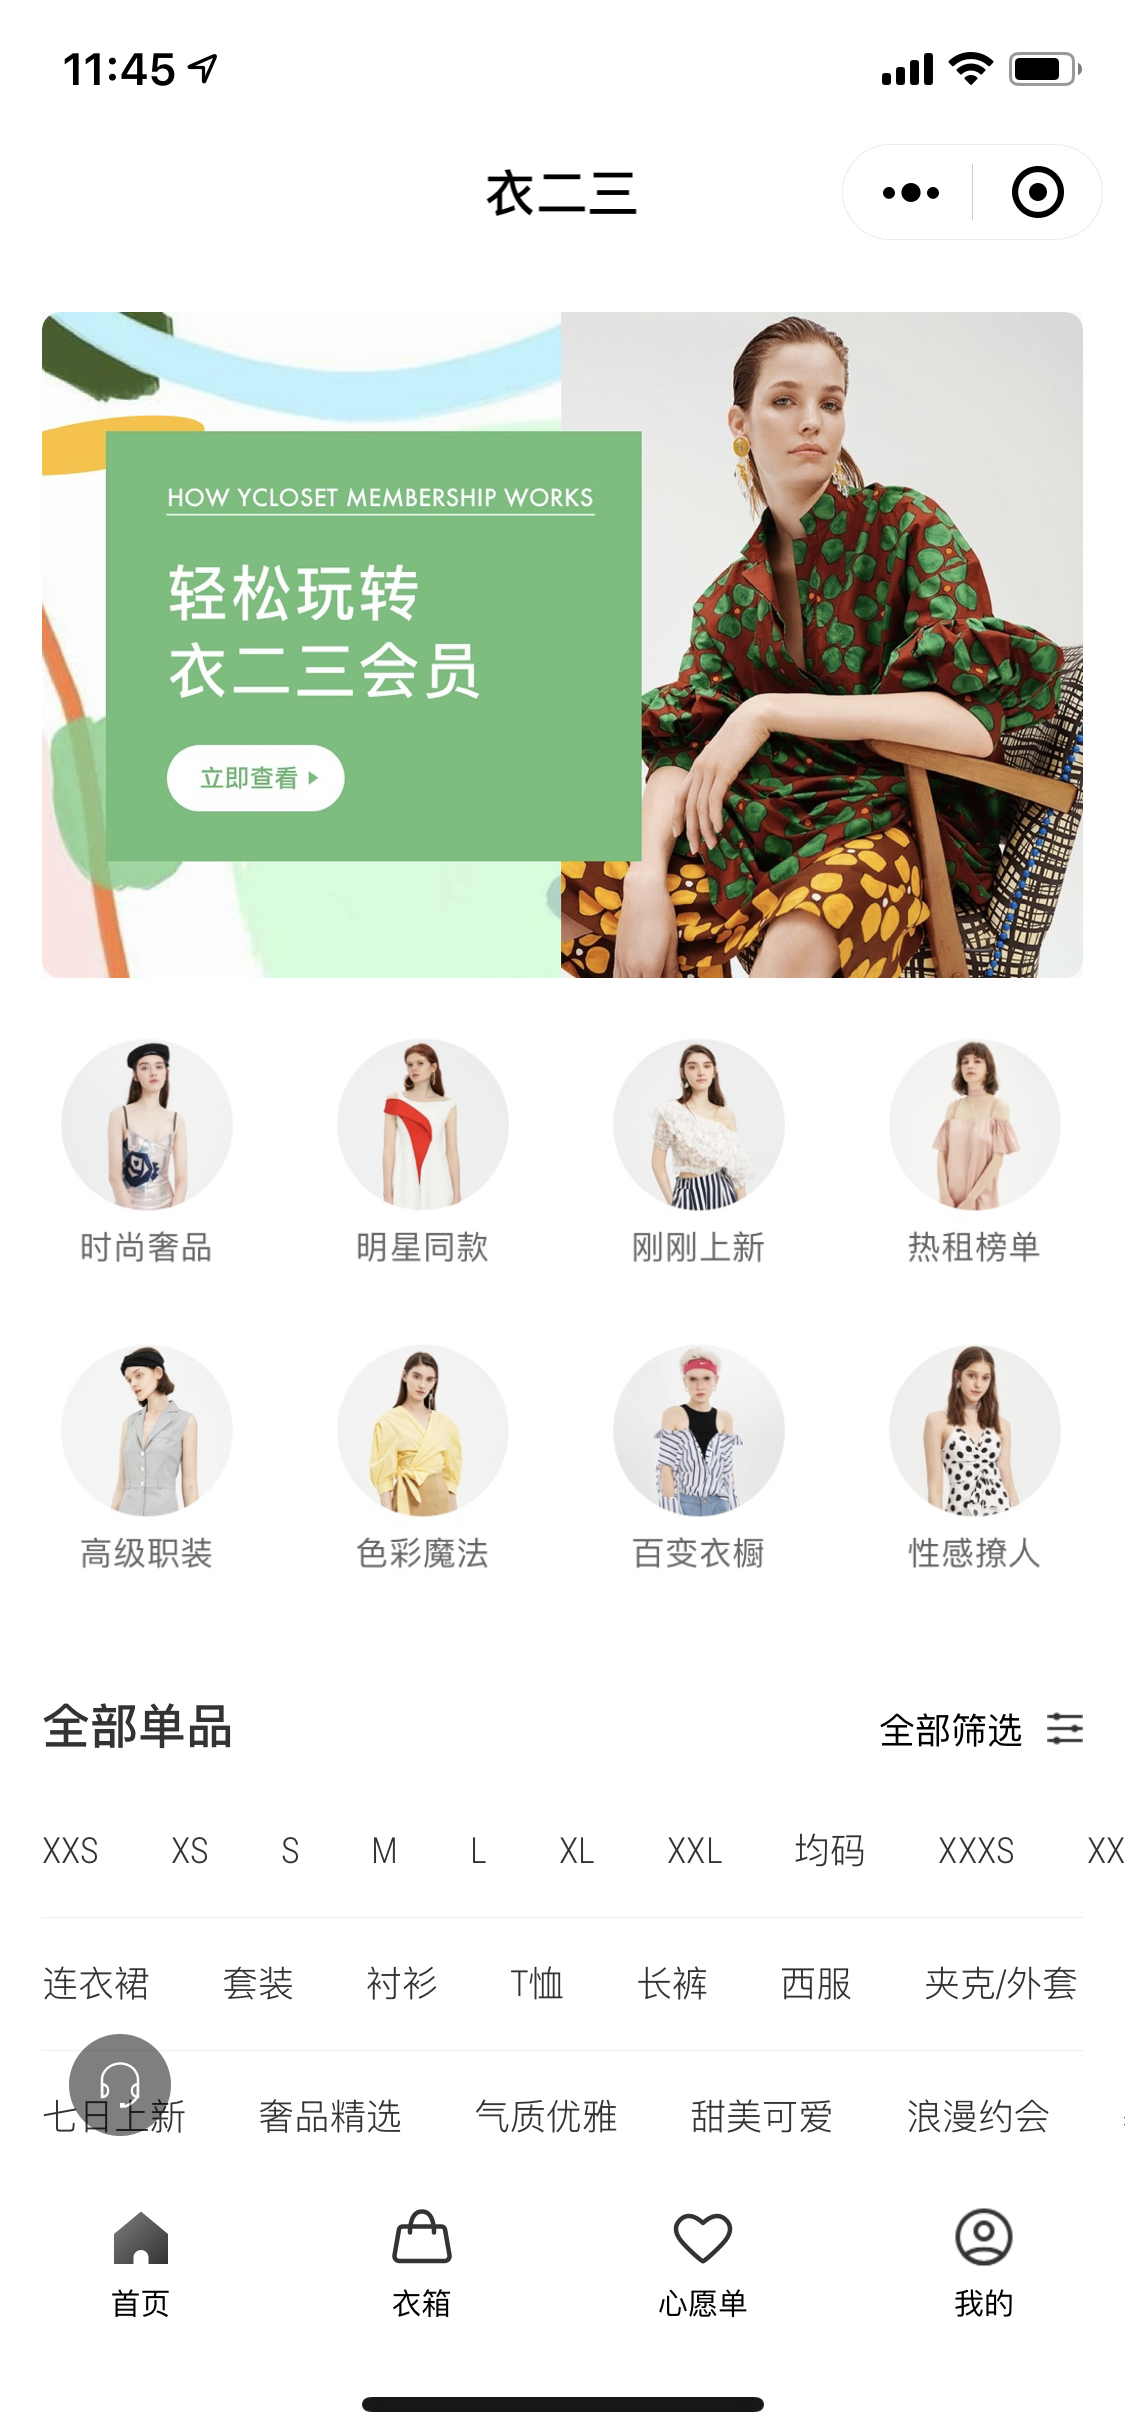 11:45
衣二三
HOW YCLOSET MEMBERSHIP WORKS
轻松玩转
衣二三会员
立即查看
时尚奢品 明星同款 刚刚上新 热租榜单
高级职装 色彩魔法 百变衣橱 性感撩人
全部单品 全部筛选
XXS XS S M L XL XXL 均码 XXXS XX
连衣裙 套装 衬衫 T恤 长裤 西服 夹克/外套
七日上新 奢品精选 气质优雅 甜美可爱 浪漫约会
首页 衣箱 心愿单 我的